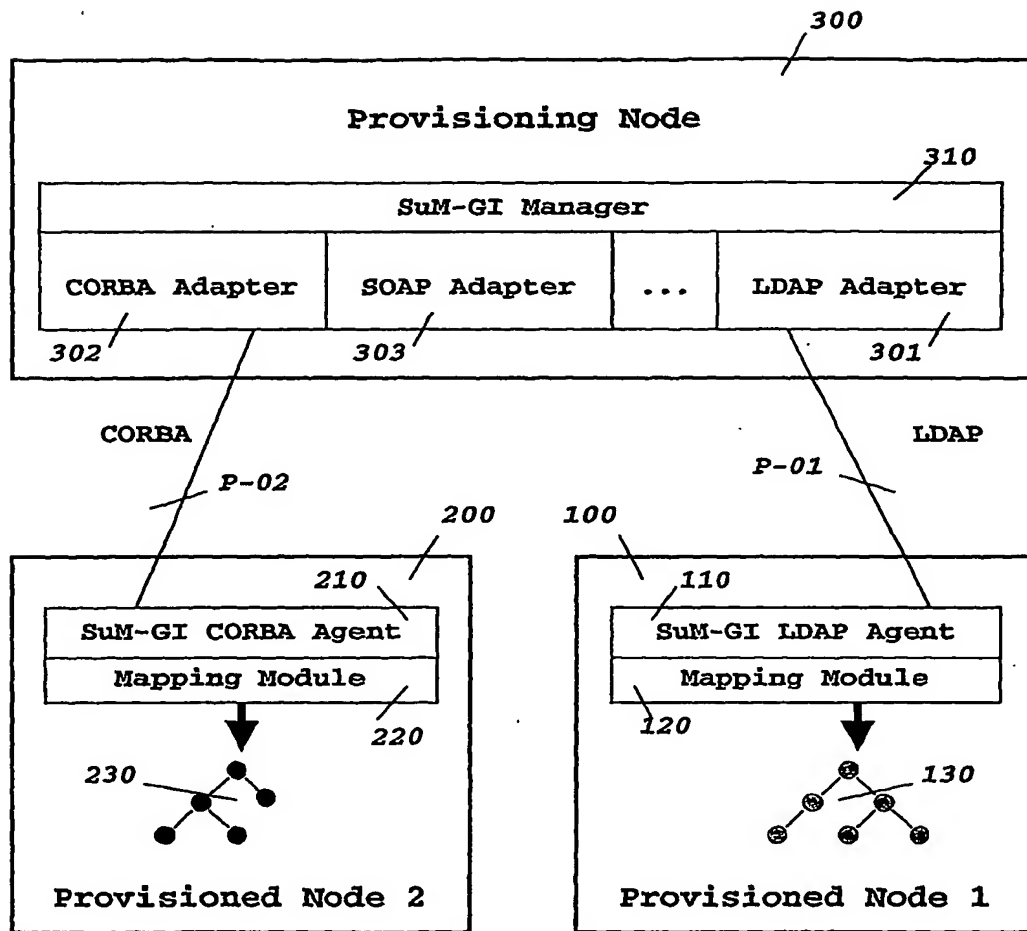 300
Provisioning Node
310
SuM-GI Manager
CORBA Adapter
SOAP Adapter
...
LDAP Adapter
302
303
301
CORBA
LDAP
P-02
P-01
200
100
210
110
SuM-GI CORBA Agent
SuM-GI LDAP Agent
Mapping Module
Mapping Module
220
120
230
130
Provisioned Node 2
Provisioned Node 1